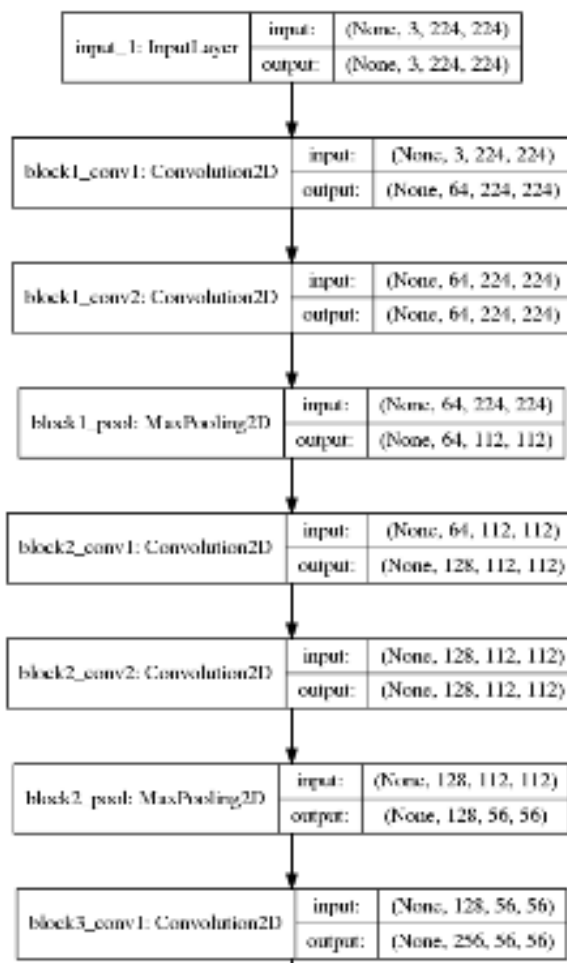 input_1: InputLayer
input: (None, 3, 224, 224)
output: (None, 3, 224, 224)
block1_conv1: Convolution2D
input: (None, 3, 224, 224)
output: (None, 64, 224, 224)
block1_conv2: Convolution2D
input: (None, 64, 224, 224)
output: (None, 64, 224, 224)
block1_pool: MaxPooling2D
input: (None, 64, 224, 224)
output: (None, 64, 112, 112)
block2_conv1: Convolution2D
input: (None, 64, 112, 112)
output: (None, 128, 112, 112)
block2_conv2: Convolution2D
input: (None, 128, 112, 112)
output: (None, 128, 112, 112)
block2_pool: MaxPooling2D
input: (None, 128, 112, 112)
output: (None, 128, 56, 56)
block3_conv1: Convolution2D
input: (None, 128, 56, 56)
output: (None, 256, 56, 56)